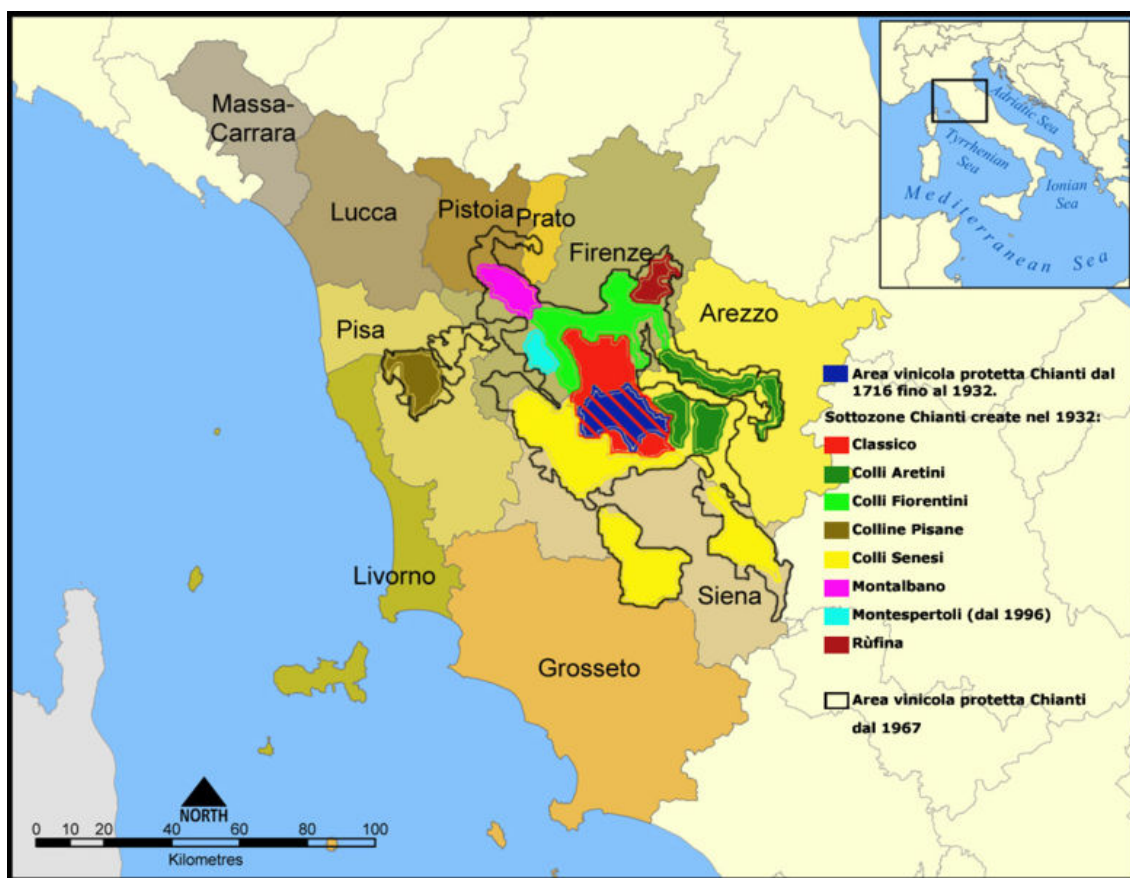 Massa-
Carrara
Lucca
Pistoia
Prato
Firenze
Pisa
Arezzo
Livorno
Siena
Grosseto
Adriatic Sea
Tyrrhenian
Sea
Ionian
Sea
Mediterranean Sea
Area vinicola protetta Chianti dal
1716 fino al 1932.
Sottozone Chianti create nel 1932:
Classico
Colli Aretini
Colli Fiorentini
Colline Pisane
Colli Senesi
Montalbano
Montespertoli (dal 1996)
Rùfina
Area vinicola protetta Chianti
dal 1967
NORTH
0 10 20 40 60 80 100
Kilometres